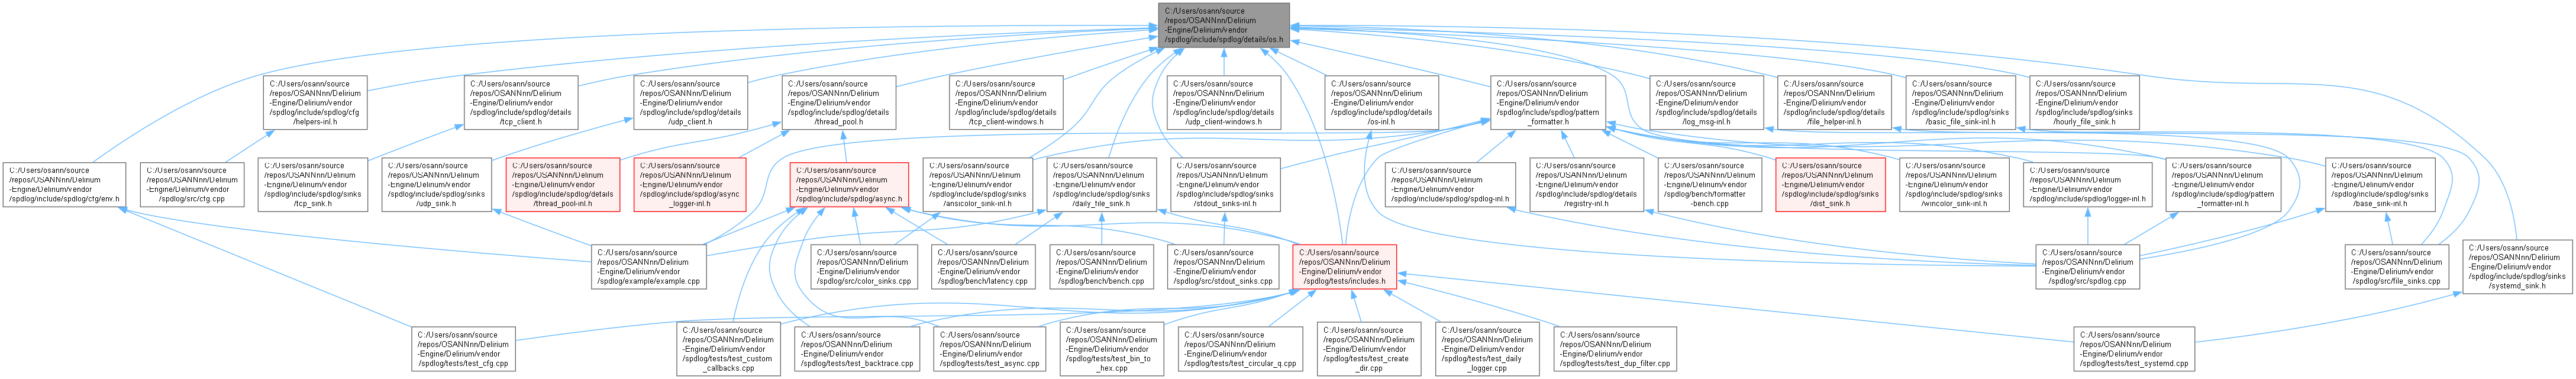 C:/Users/osann/source
/repos/OSANNnn/Delirium
-Engine/Delirium/vendor
/spdlog/include/spdlog/details/os.h
C:/Users/osann/source
/repos/OSANNnn/Delirium
-Engine/Delirium/vendor
/spdlog/include/spdlog/cfg
/helpers-inl.h
C:/Users/osann/source
/repos/OSANNnn/Delirium
-Engine/Delirium/vendor
/spdlog/include/spdlog/details
/tcp_client.h
C:/Users/osann/source
/repos/OSANNnn/Delirium
-Engine/Delirium/vendor
/spdlog/include/spdlog/details
/udp_client.h
C:/Users/osann/source
/repos/OSANNnn/Delirium
-Engine/Delirium/vendor
/spdlog/include/spdlog/details
/thread_pool.h
C:/Users/osann/source
/repos/OSANNnn/Delirium
-Engine/Delirium/vendor
/spdlog/include/spdlog/details
/tcp_client-windows.h
C:/Users/osann/source
/repos/OSANNnn/Delirium
-Engine/Delirium/vendor
/spdlog/include/spdlog/details
/udp_client-windows.h
C:/Users/osann/source
/repos/OSANNnn/Delirium
-Engine/Delirium/vendor
/spdlog/include/spdlog/details
/os-inl.h
C:/Users/osann/source
/repos/OSANNnn/Delirium
-Engine/Delirium/vendor
/spdlog/include/spdlog/pattern
_formatter.h
C:/Users/osann/source
/repos/OSANNnn/Delirium
-Engine/Delirium/vendor
/spdlog/include/spdlog/details
/log_msg-inl.h
C:/Users/osann/source
/repos/OSANNnn/Delirium
-Engine/Delirium/vendor
/spdlog/include/spdlog/details
/file_helper-inl.h
C:/Users/osann/source
/repos/OSANNnn/Delirium
-Engine/Delirium/vendor
/spdlog/include/spdlog/sinks
/basic_file_sink-inl.h
C:/Users/osann/source
/repos/OSANNnn/Delirium
-Engine/Delirium/vendor
/spdlog/include/spdlog/sinks
/hourly_file_sink.h
C:/Users/osann/source
/repos/OSANNnn/Delirium
-Engine/Delirium/vendor
/spdlog/include/spdlog/cfg/env.h
C:/Users/osann/source
/repos/OSANNnn/Delirium
-Engine/Delirium/vendor
/spdlog/src/cfg.cpp
C:/Users/osann/source
/repos/OSANNnn/Delirium
-Engine/Delirium/vendor
/spdlog/include/spdlog/sinks
/tcp_sink.h
C:/Users/osann/source
/repos/OSANNnn/Delirium
-Engine/Delirium/vendor
/spdlog/include/spdlog/sinks
/udp_sink.h
C:/Users/osann/source
/repos/OSANNnn/Delirium
-Engine/Delirium/vendor
/spdlog/include/spdlog/details
/thread_pool-inl.h
C:/Users/osann/source
/repos/OSANNnn/Delirium
-Engine/Delirium/vendor
/spdlog/include/spdlog/async
_logger-inl.h
C:/Users/osann/source
/repos/OSANNnn/Delirium
-Engine/Delirium/vendor
/spdlog/include/spdlog/async.h
C:/Users/osann/source
/repos/OSANNnn/Delirium
-Engine/Delirium/vendor
/spdlog/include/spdlog/sinks
/ansicolor_sink-inl.h
C:/Users/osann/source
/repos/OSANNnn/Delirium
-Engine/Delirium/vendor
/spdlog/include/spdlog/sinks
/daily_file_sink.h
C:/Users/osann/source
/repos/OSANNnn/Delirium
-Engine/Delirium/vendor
/spdlog/include/spdlog/sinks
/stdout_sinks-inl.h
C:/Users/osann/source
/repos/OSANNnn/Delirium
-Engine/Delirium/vendor
/spdlog/include/spdlog/spdlog-inl.h
C:/Users/osann/source
/repos/OSANNnn/Delirium
-Engine/Delirium/vendor
/spdlog/include/spdlog/details
/registry-inl.h
C:/Users/osann/source
/repos/OSANNnn/Delirium
-Engine/Delirium/vendor
/spdlog/bench/formatter
-bench.cpp
C:/Users/osann/source
/repos/OSANNnn/Delirium
-Engine/Delirium/vendor
/spdlog/include/spdlog/sinks
/dist_sink.h
C:/Users/osann/source
/repos/OSANNnn/Delirium
-Engine/Delirium/vendor
/spdlog/include/spdlog/sinks
/wincolor_sink-inl.h
C:/Users/osann/source
/repos/OSANNnn/Delirium
-Engine/Delirium/vendor
/spdlog/include/spdlog/logger-inl.h
C:/Users/osann/source
/repos/OSANNnn/Delirium
-Engine/Delirium/vendor
/spdlog/include/spdlog/pattern
_formatter-inl.h
C:/Users/osann/source
/repos/OSANNnn/Delirium
-Engine/Delirium/vendor
/spdlog/include/spdlog/sinks
/base_sink-inl.h
C:/Users/osann/source
/repos/OSANNnn/Delirium
-Engine/Delirium/vendor
/spdlog/example/example.cpp
C:/Users/osann/source
/repos/OSANNnn/Delirium
-Engine/Delirium/vendor
/spdlog/src/color_sinks.cpp
C:/Users/osann/source
/repos/OSANNnn/Delirium
-Engine/Delirium/vendor
/spdlog/bench/latency.cpp
C:/Users/osann/source
/repos/OSANNnn/Delirium
-Engine/Delirium/vendor
/spdlog/bench/bench.cpp
C:/Users/osann/source
/repos/OSANNnn/Delirium
-Engine/Delirium/vendor
/spdlog/src/stdout_sinks.cpp
C:/Users/osann/source
/repos/OSANNnn/Delirium
-Engine/Delirium/vendor
/spdlog/tests/includes.h
C:/Users/osann/source
/repos/OSANNnn/Delirium
-Engine/Delirium/vendor
/spdlog/src/spdlog.cpp
C:/Users/osann/source
/repos/OSANNnn/Delirium
-Engine/Delirium/vendor
/spdlog/src/file_sinks.cpp
C:/Users/osann/source
/repos/OSANNnn/Delirium
-Engine/Delirium/vendor
/spdlog/include/spdlog/sinks
/systemd_sink.h
C:/Users/osann/source
/repos/OSANNnn/Delirium
-Engine/Delirium/vendor
/spdlog/tests/test_cfg.cpp
C:/Users/osann/source
/repos/OSANNnn/Delirium
-Engine/Delirium/vendor
/spdlog/tests/test_custom
_callbacks.cpp
C:/Users/osann/source
/repos/OSANNnn/Delirium
-Engine/Delirium/vendor
/spdlog/tests/test_backtrace.cpp
C:/Users/osann/source
/repos/OSANNnn/Delirium
-Engine/Delirium/vendor
/spdlog/tests/test_async.cpp
C:/Users/osann/source
/repos/OSANNnn/Delirium
-Engine/Delirium/vendor
/spdlog/tests/test_bin_to
_hex.cpp
C:/Users/osann/source
/repos/OSANNnn/Delirium
-Engine/Delirium/vendor
/spdlog/tests/test_circular_q.cpp
C:/Users/osann/source
/repos/OSANNnn/Delirium
-Engine/Delirium/vendor
/spdlog/tests/test_create
_dir.cpp
C:/Users/osann/source
/repos/OSANNnn/Delirium
-Engine/Delirium/vendor
/spdlog/tests/test_daily
_logger.cpp
C:/Users/osann/source
/repos/OSANNnn/Delirium
-Engine/Delirium/vendor
/spdlog/tests/test_dup_filter.cpp
C:/Users/osann/source
/repos/OSANNnn/Delirium
-Engine/Delirium/vendor
/spdlog/tests/test_systemd.cpp